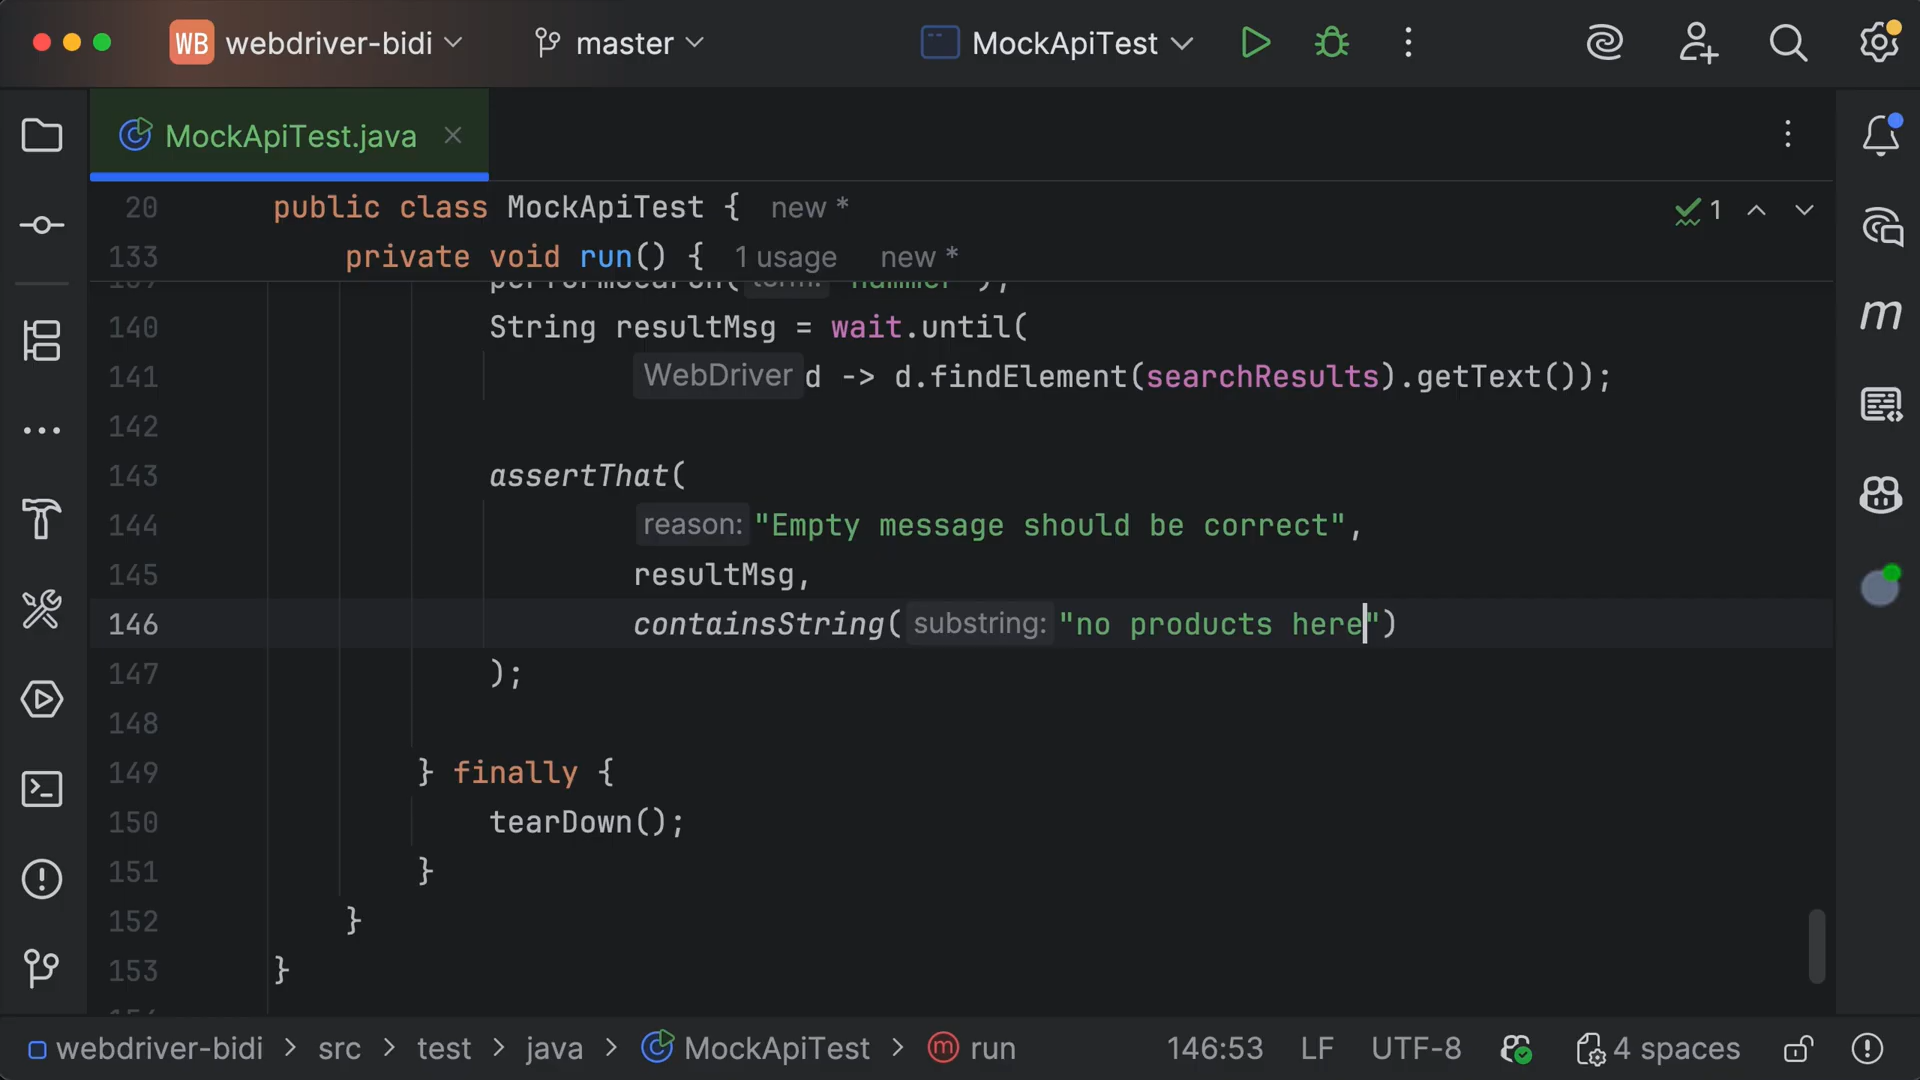 WB webdriver-bidi master MockApiTest
MockApiTest.java
20 public class MockApiTest { new *
133 private void run() { 1 usage new *
140 String resultMsg = wait.until(
141 WebDriver d -> d.findElement(searchResults).getText());
142
143 assertThat(
144 reason: "Empty message should be correct",
145 resultMsg,
146 containsString( substring: "no products here")
147 );
148
149 } finally {
150 tearDown();
151 }
152 }
153 }
webdriver-bidi > src > test > java > MockApiTest > m run 146:53 LF UTF-8 4 spaces
1
m